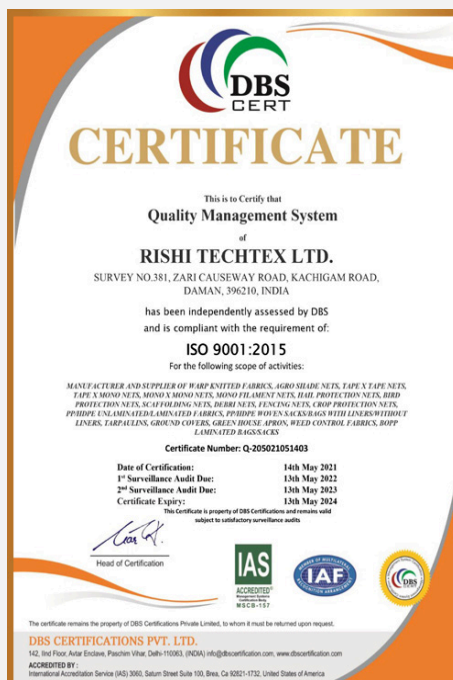 DBS
CERT
CERTIFICATE
This is to Certify that
Quality Management System
of
RISHI TECHTEX LTD.
SURVEY NO.381, ZARI CAUSEWAY ROAD, KACHIGAM ROAD,
DAMAN, 396210, INDIA
has been independently assessed by DBS
and is compliant with the requirement of:
ISO 9001:2015
For the following scope of activities:
MANUFACTURER AND SUPPLIER OF WARP KNITTED FABRICS, AGRO SHADE NETS, TAPE X TAPE NETS,
TAPE X MONO NETS, MONO X MONO NETS, MONO FILAMENT NETS, HAIL PROTECTION NETS, BIRD
PROTECTION NETS, SCAFFOLDING NETS, DEBRI NETS, FENCING NETS, CROP PROTECTION NETS,
PP/HDPE UNLAMINATED/LAMINATED FABRICS, PP/HDPE WOVEN SACKS/BAGS WITH LINERS/WITHOUT
LINERS, TARPAULINS, GROUND COVERS, GREEN HOUSE APRON, WEED CONTROL FABRICS, BOPP
LAMINATED BAGS/SACKS
Certificate Number: Q-205021051403
Date of Certification: 14th May 2021
1st Surveillance Audit Due: 13th May 2022
2nd Surveillance Audit Due: 13th May 2023
Certificate Expiry: 13th May 2024
This Certificate is property of DBS Certifications and remains valid
subject to satisfactory surveillance audits
Head of Certification
IAS
ACCREDITED
Management Systems
Certification Body
MSCB-157
IAF
DBS
The certificate remains the property of DBS Certifications Private Limited, to whom it must be returned upon request.
DBS CERTIFICATIONS PVT. LTD.
142, IInd Floor, Avtar Enclave, Paschim Vihar, Delhi-110063, (INDIA) info@dbscertification.com, www.dbscertification.com
ACCREDITED BY :
International Accreditation Service (IAS) 3060, Saturn Street Suite 100, Brea, Ca 92821-1732, United States of America